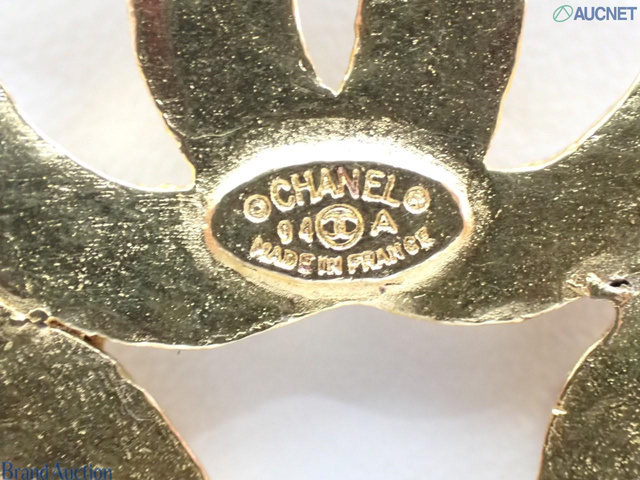 AUCNET
© CHANEL ®
94 A
MADE IN FRANCE
Brand Auction